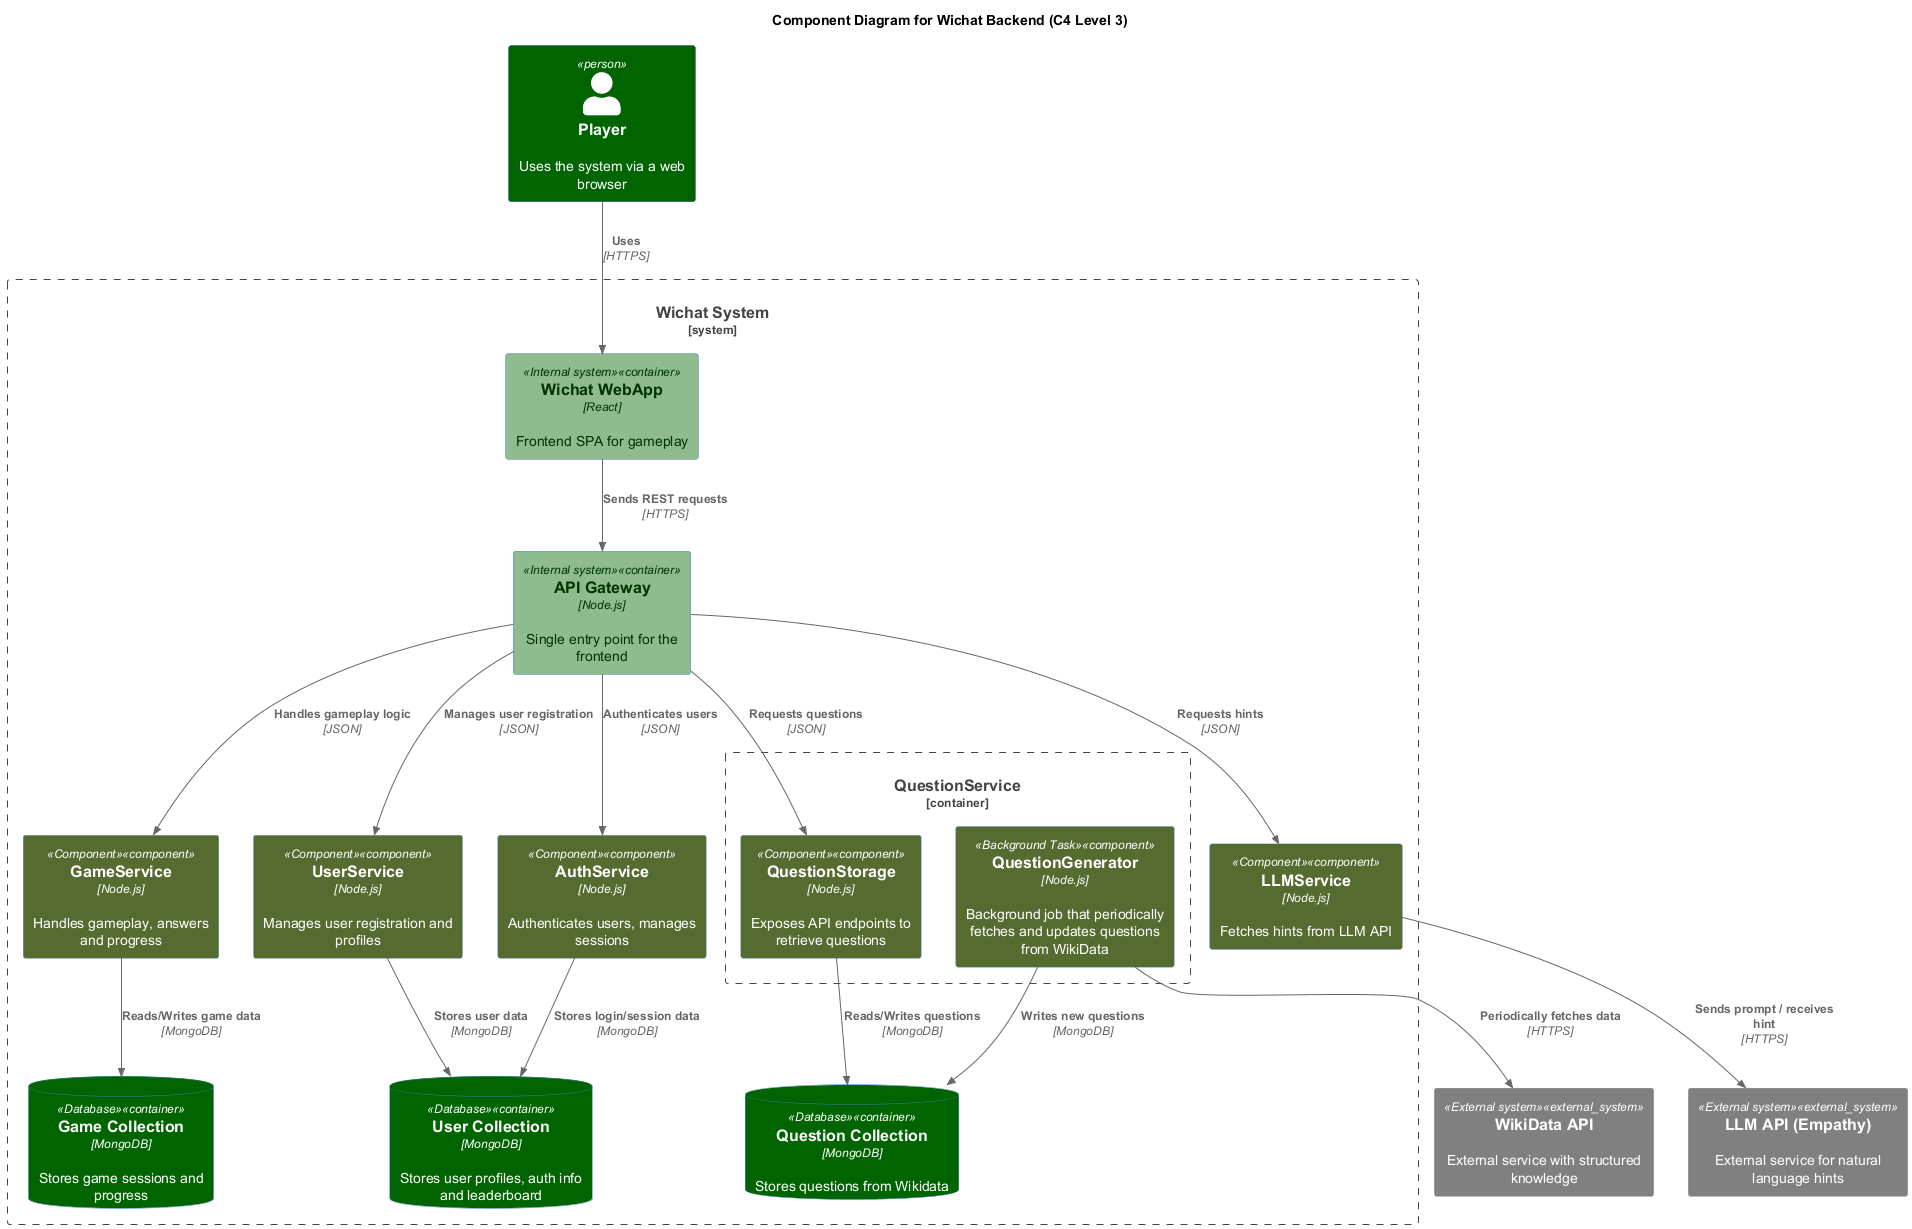 Component Diagram for Wichat Backend (C4 Level 3)
«person»
Player
Uses the system via a web
browser
Uses
[HTTPS]
Wichat System
[system]
«Internal system»«container»
Wichat WebApp
[React]
Frontend SPA for gameplay
Sends REST requests
[HTTPS]
«Internal system»«container»
API Gateway
[Node.js]
Single entry point for the
frontend
Handles gameplay logic
[JSON]
Manages user registration
[JSON]
Authenticates users
[JSON]
Requests questions
[JSON]
Requests hints
[JSON]
QuestionService
[container]
«Component»«component»
GameService
[Node.js]
Handles gameplay, answers
and progress
«Component»«component»
UserService
[Node.js]
Manages user registration and
profiles
«Component»«component»
AuthService
[Node.js]
Authenticates users, manages
sessions
«Component»«component»
QuestionStorage
[Node.js]
Exposes API endpoints to
retrieve questions
«Background Task»«component»
QuestionGenerator
[Node.js]
Background job that periodically
fetches and updates questions
from WikiData
«Component»«component»
LLMService
[Node.js]
Fetches hints from LLM API
Reads/Writes game data
[MongoDB]
Stores user data
[MongoDB]
Stores login/session data
[MongoDB]
Reads/Writes questions
[MongoDB]
Writes new questions
[MongoDB]
Periodically fetches data
[HTTPS]
Sends prompt / receives
hint
[HTTPS]
«Database»«container»
Game Collection
[MongoDB]
Stores game sessions and
progress
«Database»«container»
User Collection
[MongoDB]
Stores user profiles, auth info
and leaderboard
«Database»«container»
Question Collection
[MongoDB]
Stores questions from Wikidata
«External system»«external_system»
WikiData API
External service with structured
knowledge
«External system»«external_system»
LLM API (Empathy)
External service for natural
language hints